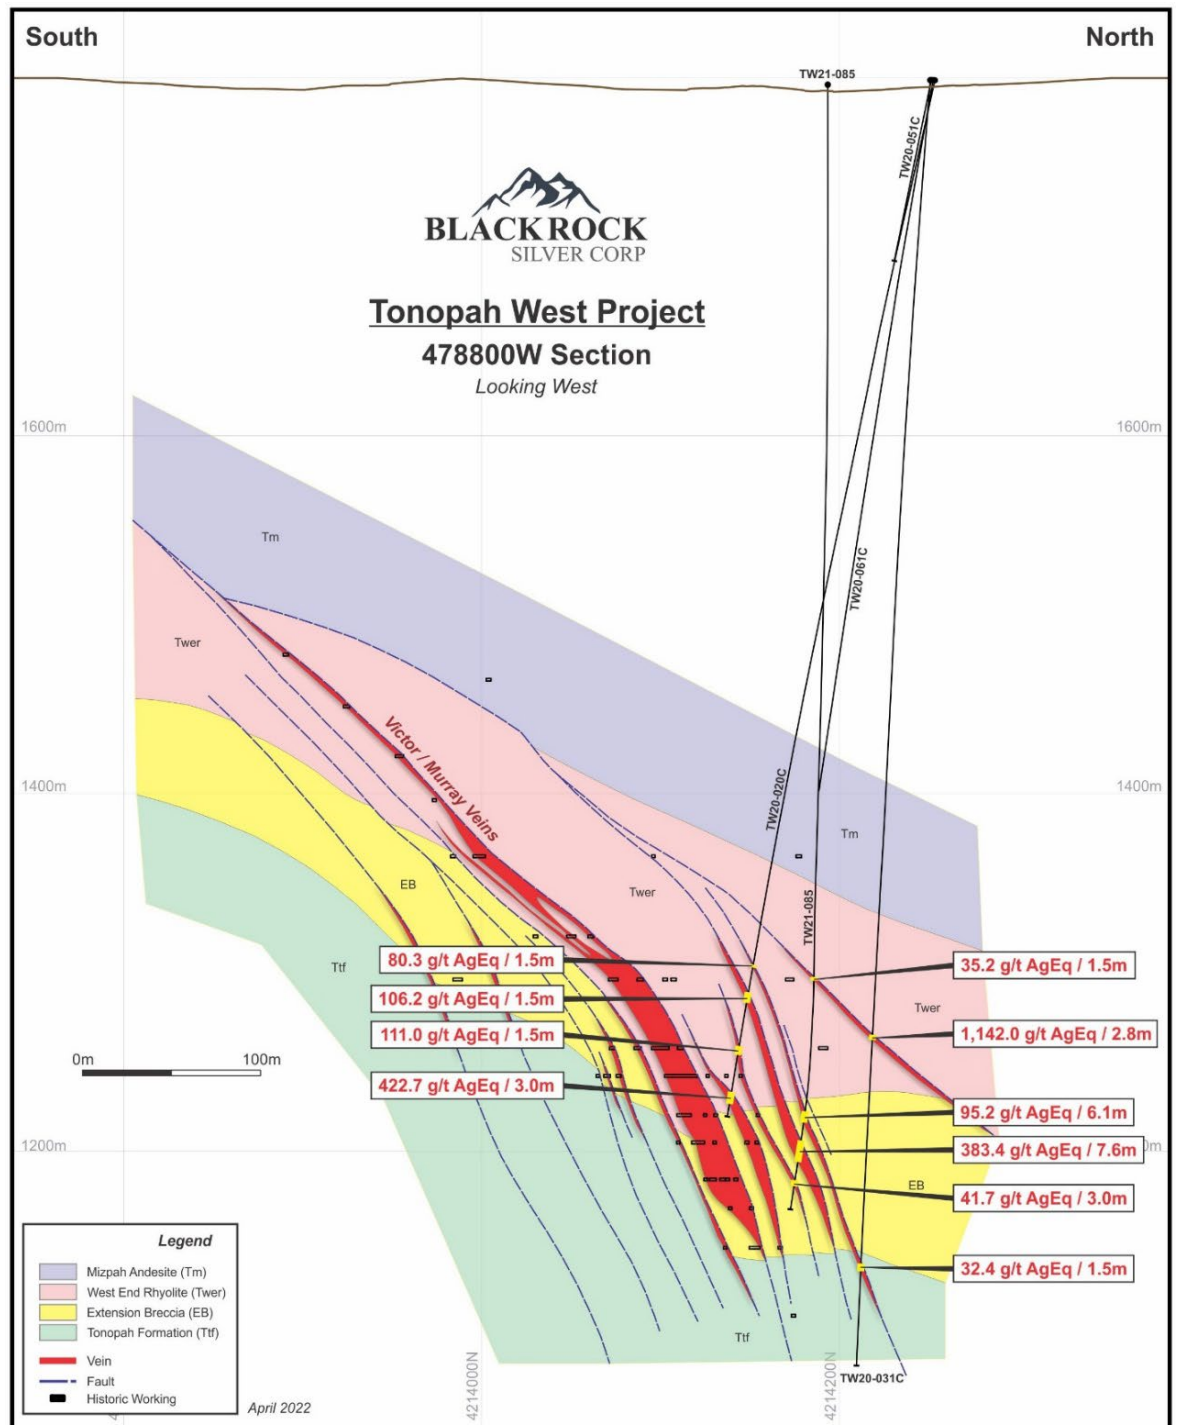 South
North
TW21-085
TW20-051C
BLACKROCK
SILVER CORP
Tonopah West Project
478800W Section
Looking West
1600m
1600m
Tm
TW20-061C
Twer
Victor / Murray Veins
TW20-020C
1400m
1400m
Tm
EB
Twer
TW21-085
Ttf
80.3 g/t AgEq / 1.5m
35.2 g/t AgEq / 1.5m
106.2 g/t AgEq / 1.5m
Twer
111.0 g/t AgEq / 1.5m
1,142.0 g/t AgEq / 2.8m
0m
100m
422.7 g/t AgEq / 3.0m
95.2 g/t AgEq / 6.1m
1200m
383.4 g/t AgEq / 7.6m
EB
41.7 g/t AgEq / 3.0m
32.4 g/t AgEq / 1.5m
Ttf
TW20-031C
4214000N
4214200N
Legend
Mizpah Andesite (Tm)
West End Rhyolite (Twer)
Extension Breccia (EB)
Tonopah Formation (Ttf)
Vein
Fault
Historic Working
April 2022